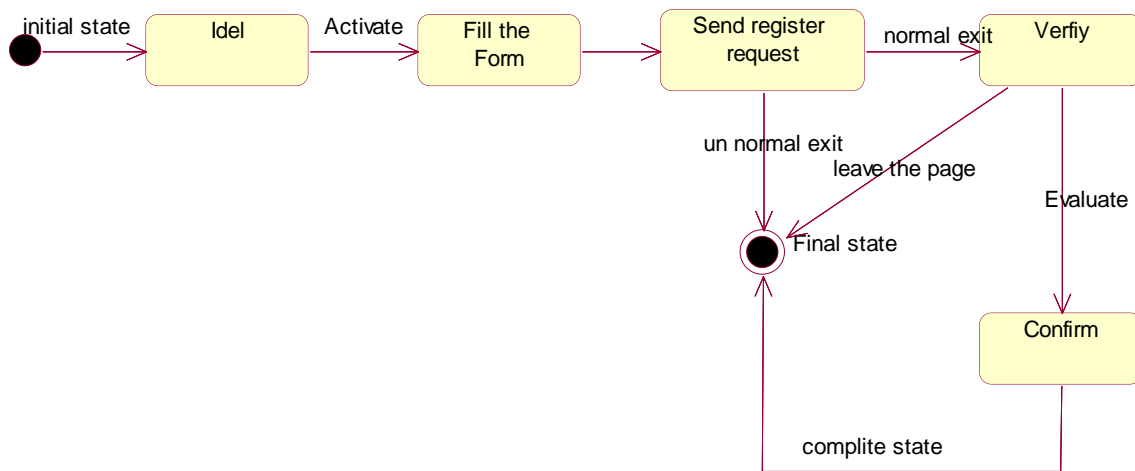 initial state
Idel
Activate
Fill the
Form
Send register
request
normal exit
Verfiy
un normal exit
leave the page
Evaluate
Final state
Confirm
complite state